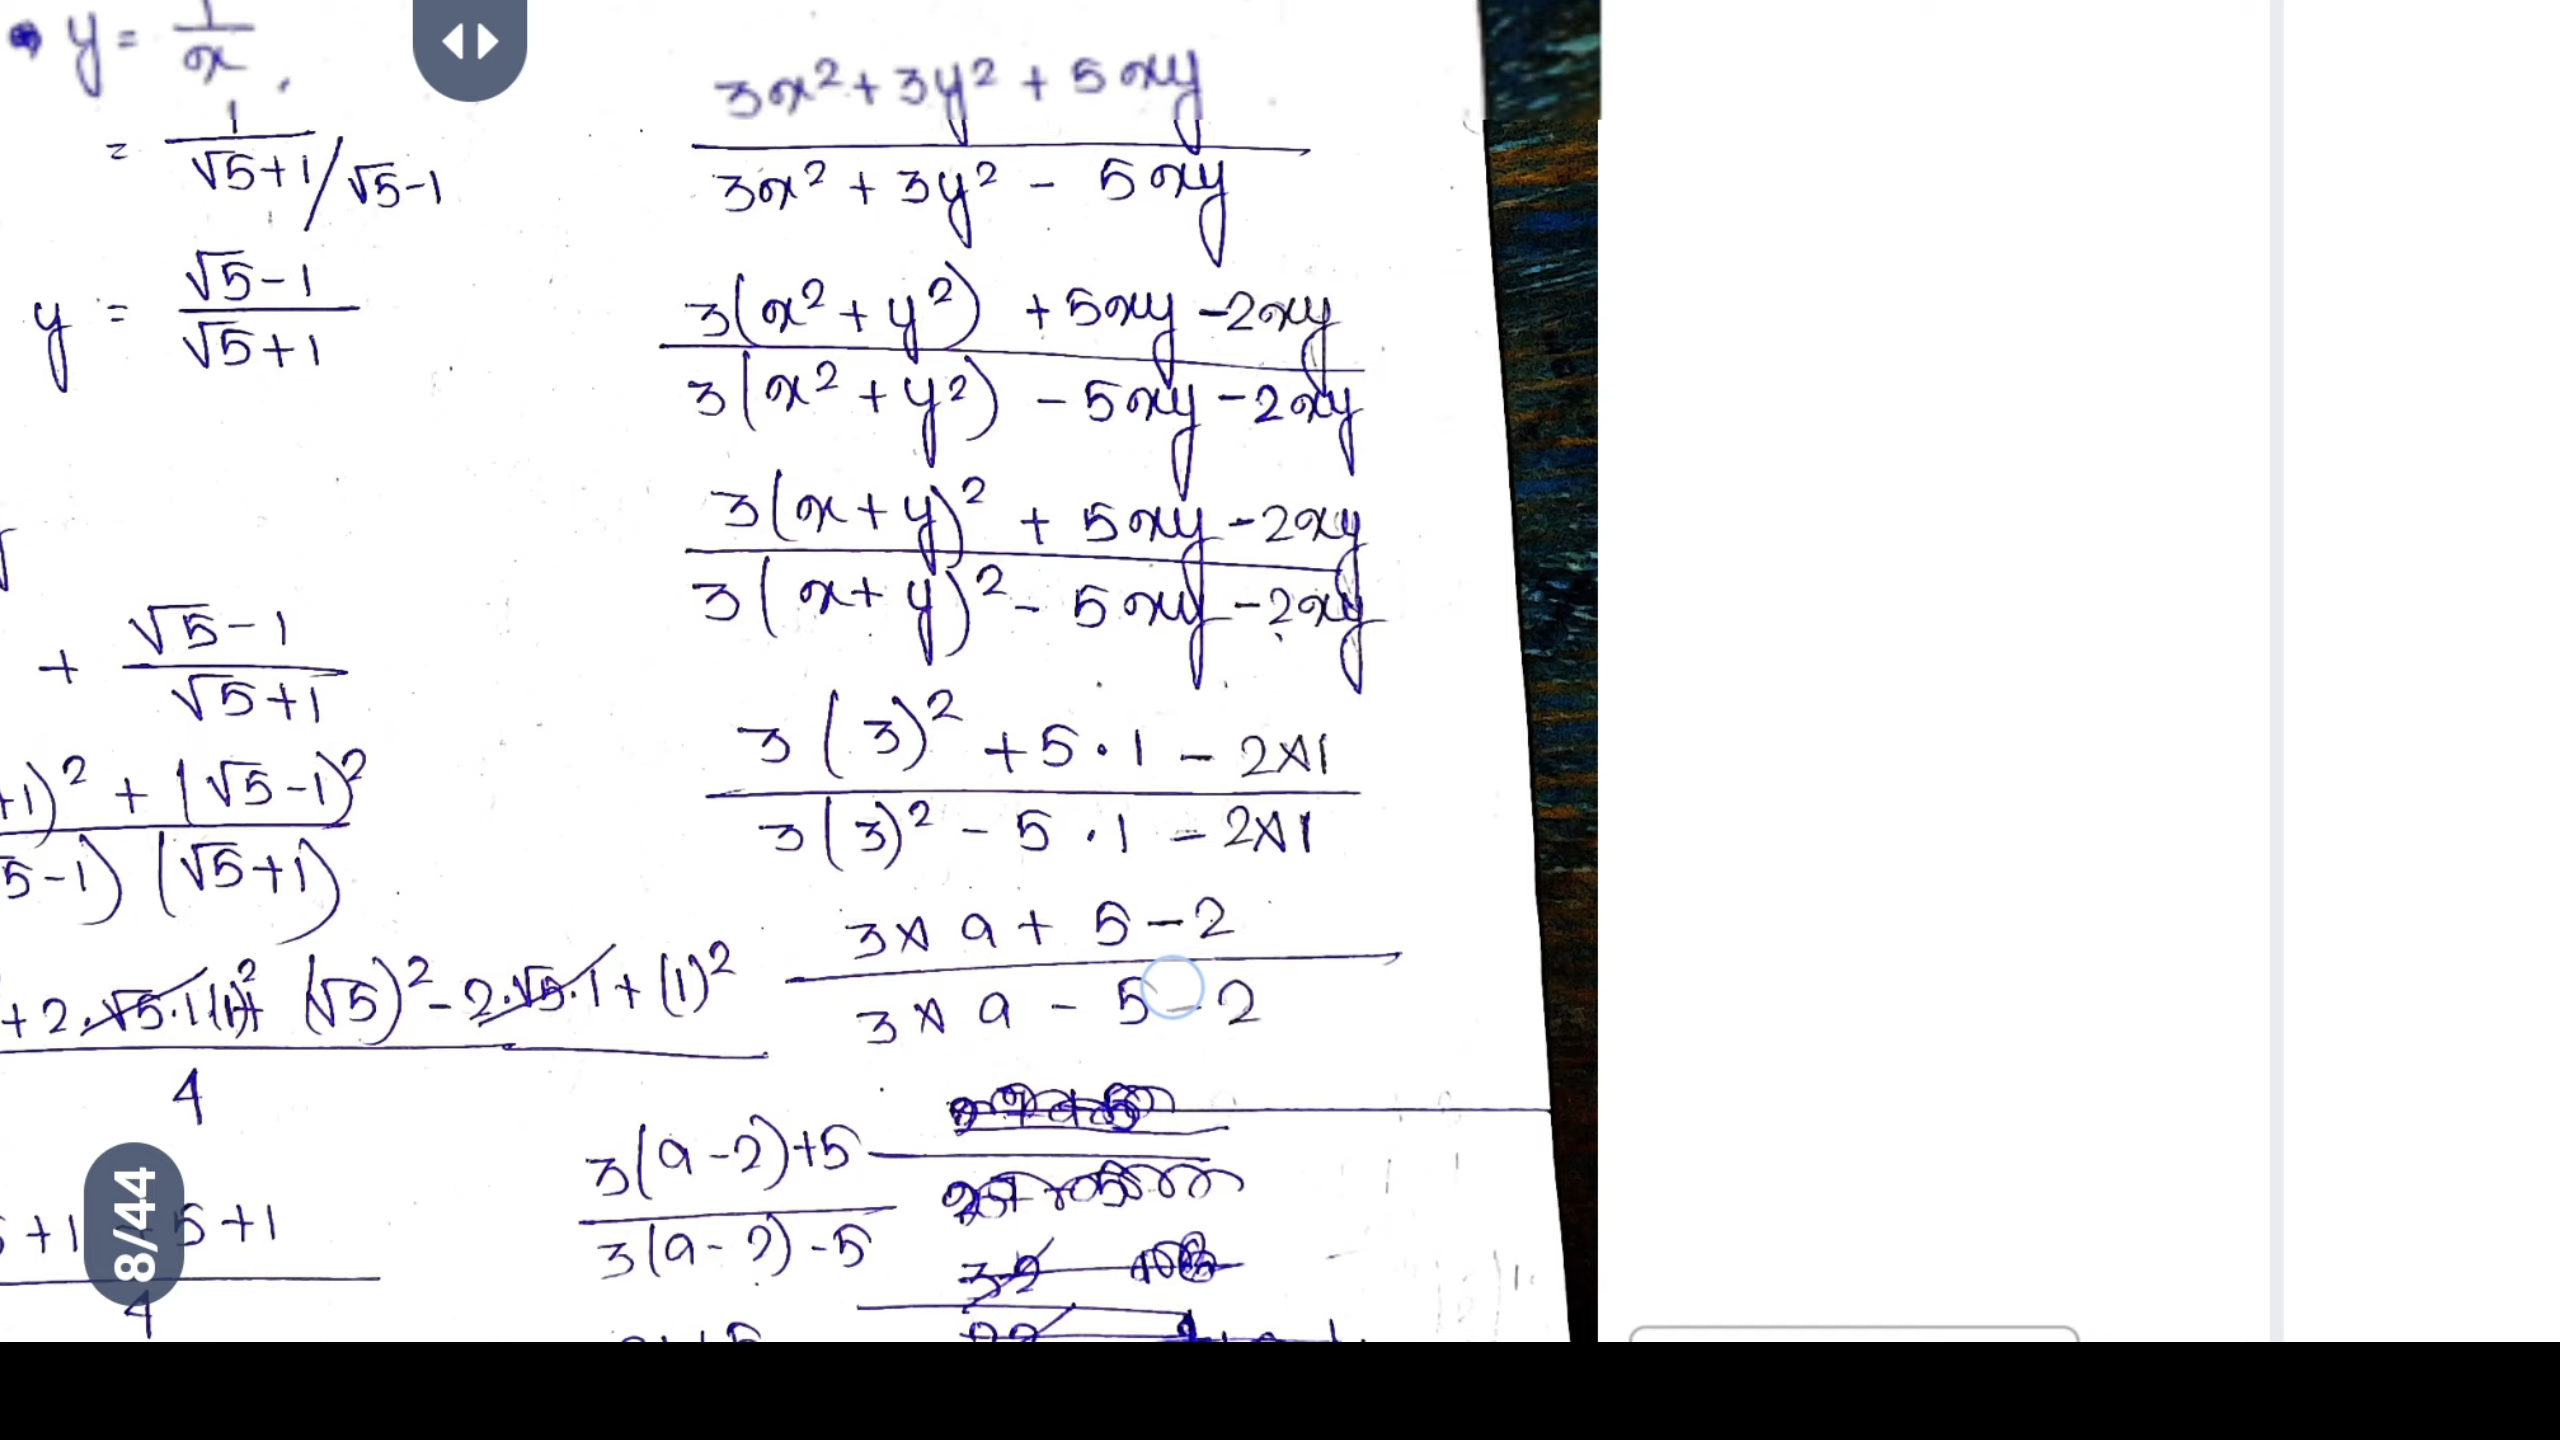 y = 1/x .
= 1/(√5+1/√5-1)
y = (√5-1)/(√5+1)
+ (√5-1)/(√5+1)
+1)² + (√5-1)²
5-1) (√5+1)
+2.√5.1(1)²+ (√5)²-2.√5.1+(1)²
4
+1 5+1
4
8/44
3x²+3y²+5xy
3x²+3y²-5xy
3(x²+y²) +5xy-2xy
3(x²+y²) -5xy-2xy
3(x+y)²+5xy-2xy
3(x+y)²-5xy-2xy
3(3)²+5·1-2×1
3(3)²-5·1-2×1
3×9+5-2
3×9-5-2
3(9-2)+5
3(9-2)-5